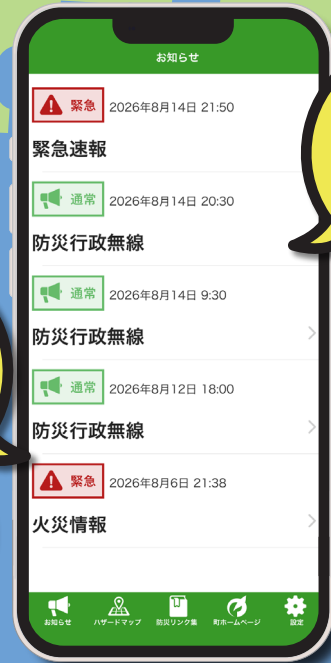 お知らせ
緊急 2026年8月14日 21:50
緊急速報
通常 2026年8月14日 20:30
防災行政無線
通常 2026年8月14日 9:30
防災行政無線
通常 2026年8月12日 18:00
防災行政無線
緊急 2026年8月6日 21:38
火災情報
お知らせ ハザードマップ 防災リンク集 町ホームページ 設定